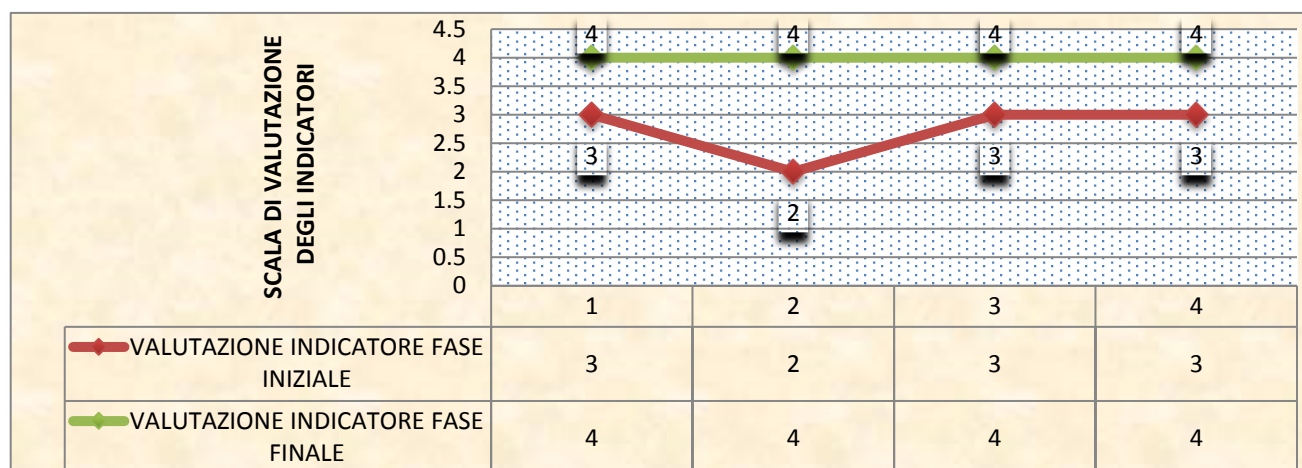 SCALA DI VALUTAZIONE
DEGLI INDICATORI
4.5
4
3.5
3
2.5
2
1.5
1
0.5
0
4 4 4 4
3 2 3 3
1 2 3 4
VALUTAZIONE INDICATORE FASE
INIZIALE
3 2 3 3
VALUTAZIONE INDICATORE FASE
FINALE
4 4 4 4